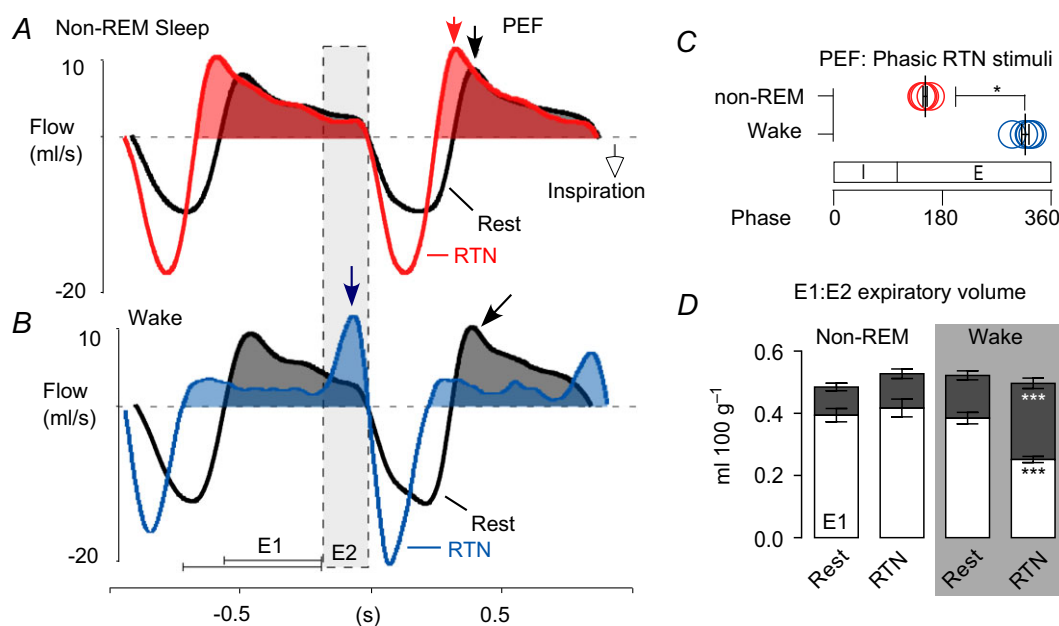 A
Non-REM Sleep
PEF
10
Flow
(ml/s)
Inspiration
Rest
RTN
-20
B
Wake
10
Flow
(ml/s)
Rest
RTN
-20
E1
E2
-0.5
(s)
0.5
C
PEF: Phasic RTN stimuli
non-REM
*
Wake
I
E
Phase
0
180
360
E1:E2 expiratory volume
D
Non-REM
Wake
0.6
0.4
0.2
0.0
ml 100 g⁻¹
***
***
E1
Rest
RTN
Rest
RTN